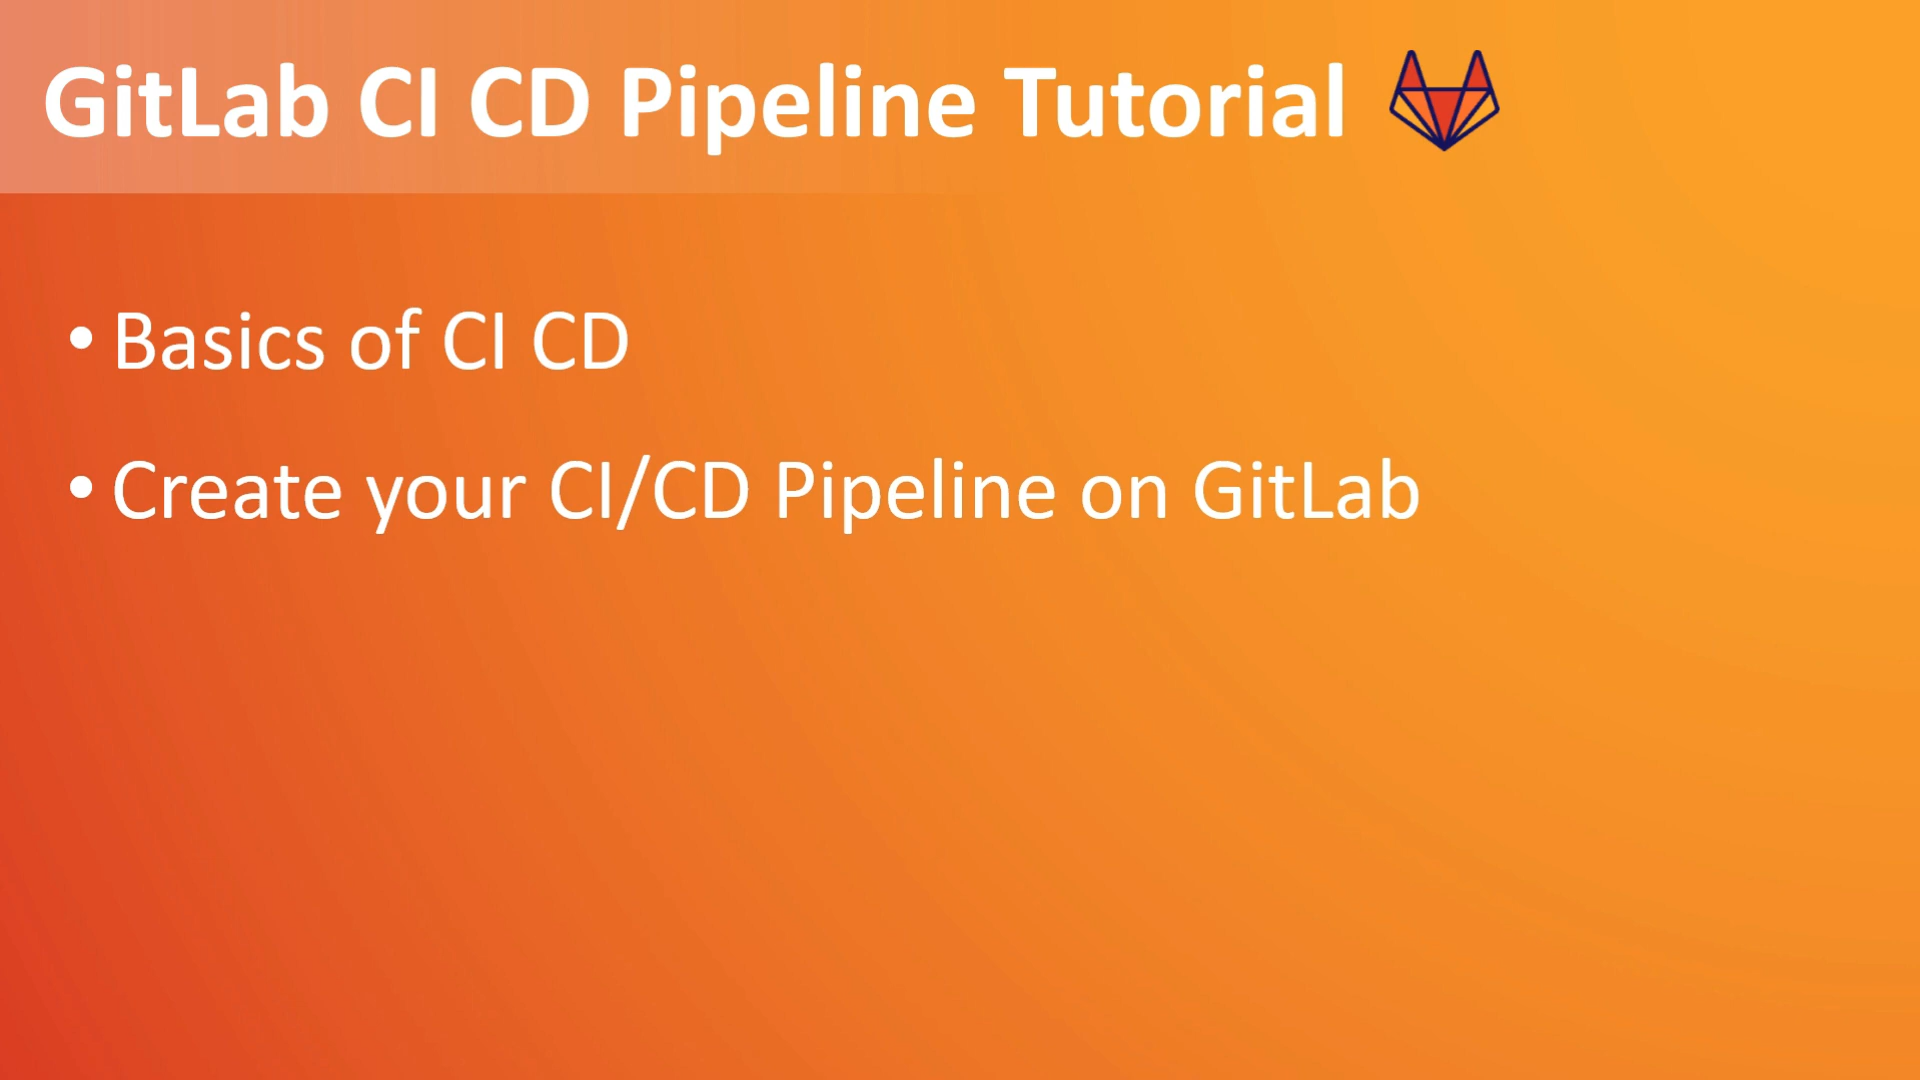 GitLab CI CD Pipeline Tutorial
• Basics of CI CD
• Create your CI/CD Pipeline on GitLab